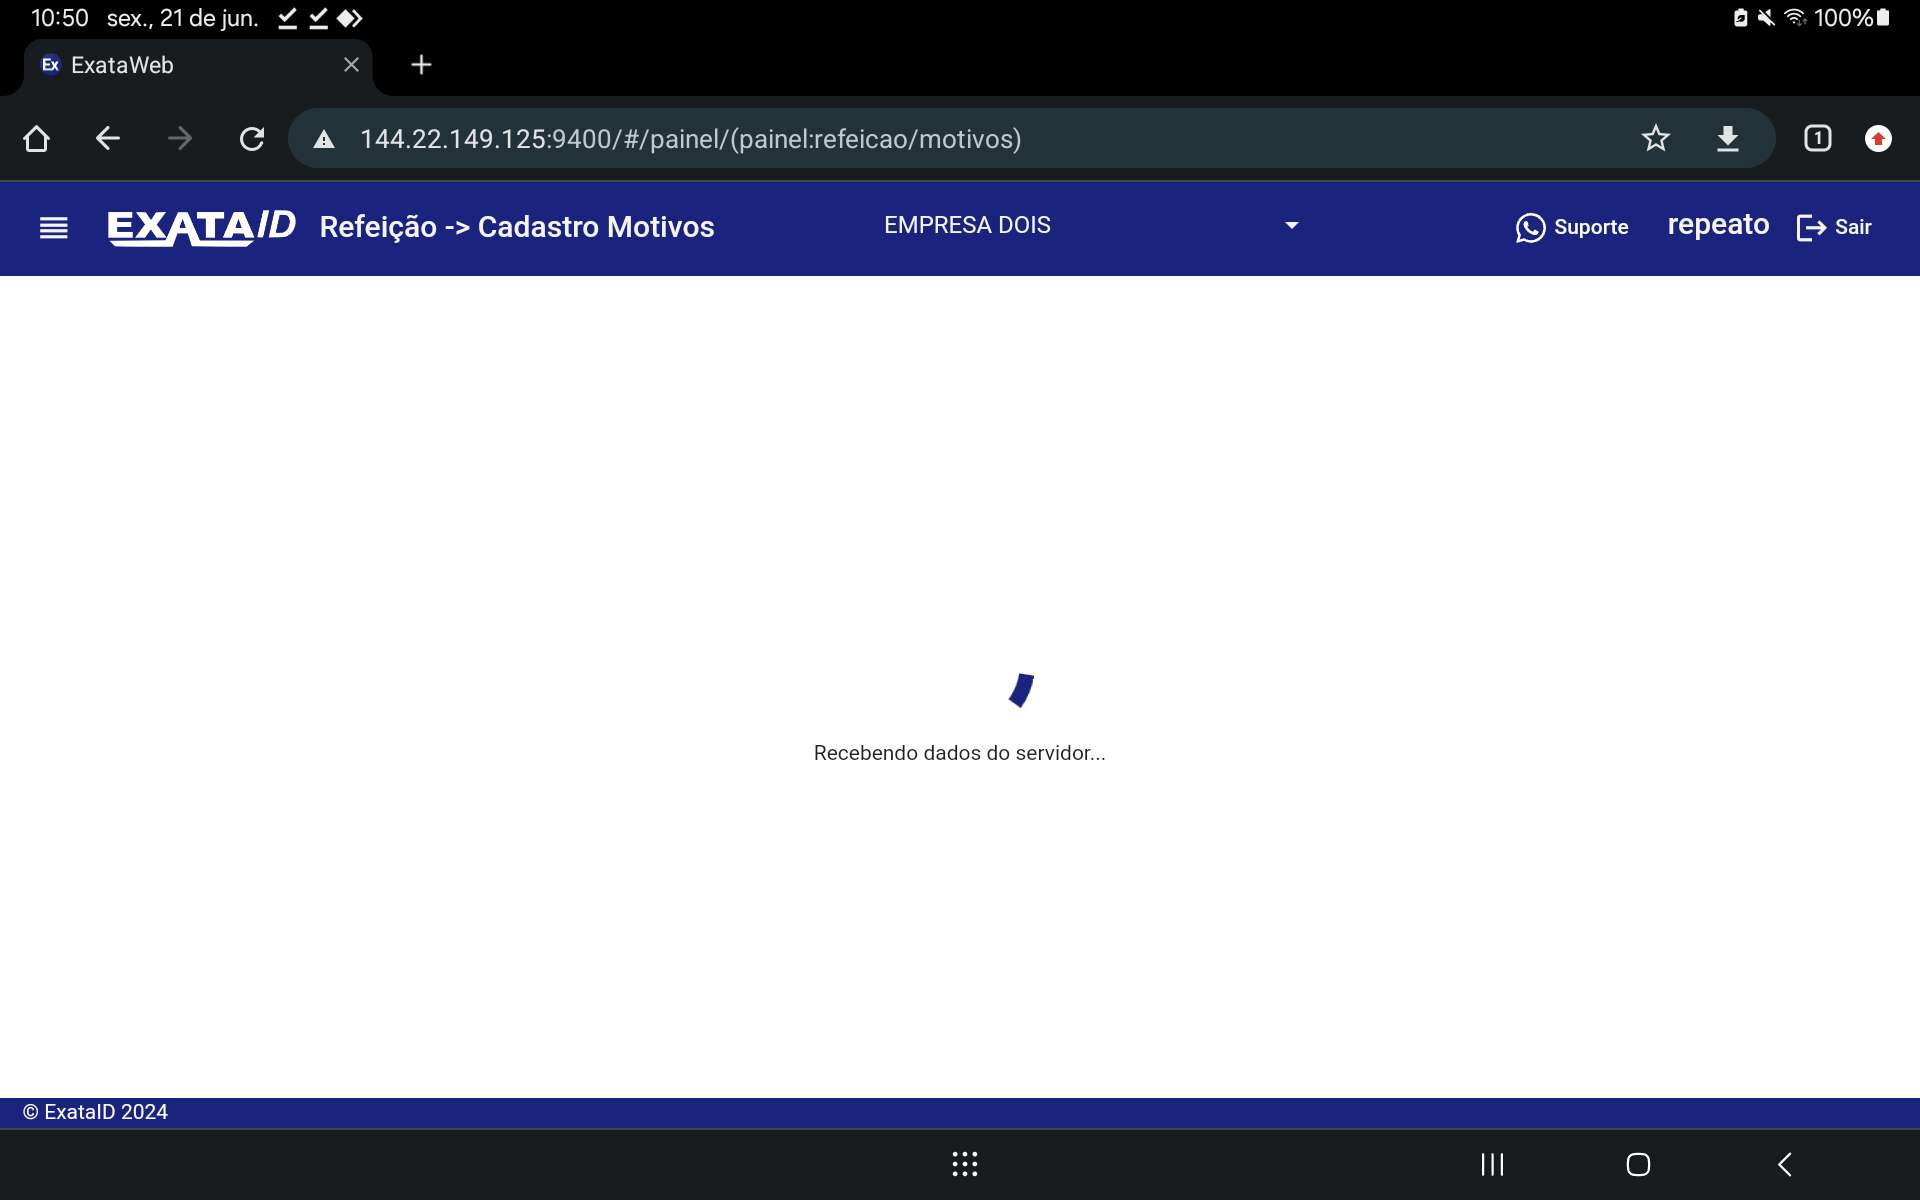 10:50 sex., 21 de jun. 100%
Ex ExataWeb
144.22.149.125:9400/#/painel/(painel:refeicao/motivos) 1
EXATAID Refeição -> Cadastro Motivos EMPRESA DOIS Suporte repeato Sair
Recebendo dados do servidor...
© ExataID 2024